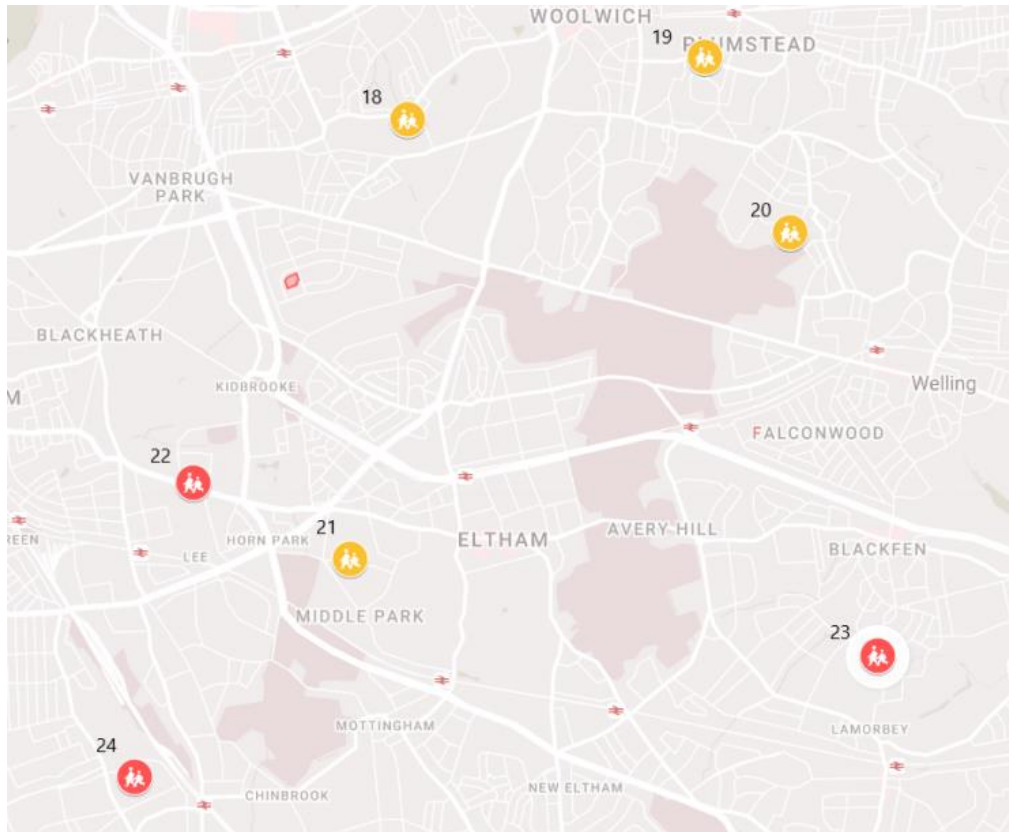 WOOLWICH
19
PLUMSTEAD
18
VANBRUGH
PARK
20
BLACKHEATH
KIDBROOKE
Welling
M
FALCONWOOD
22
21
ELTHAM
AVERY HILL
REEN
HORN PARK
LEE
BLACKFEN
MIDDLE PARK
23
MOTTINGHAM
LAMORBEY
24
NEW ELTHAM
CHINBROOK